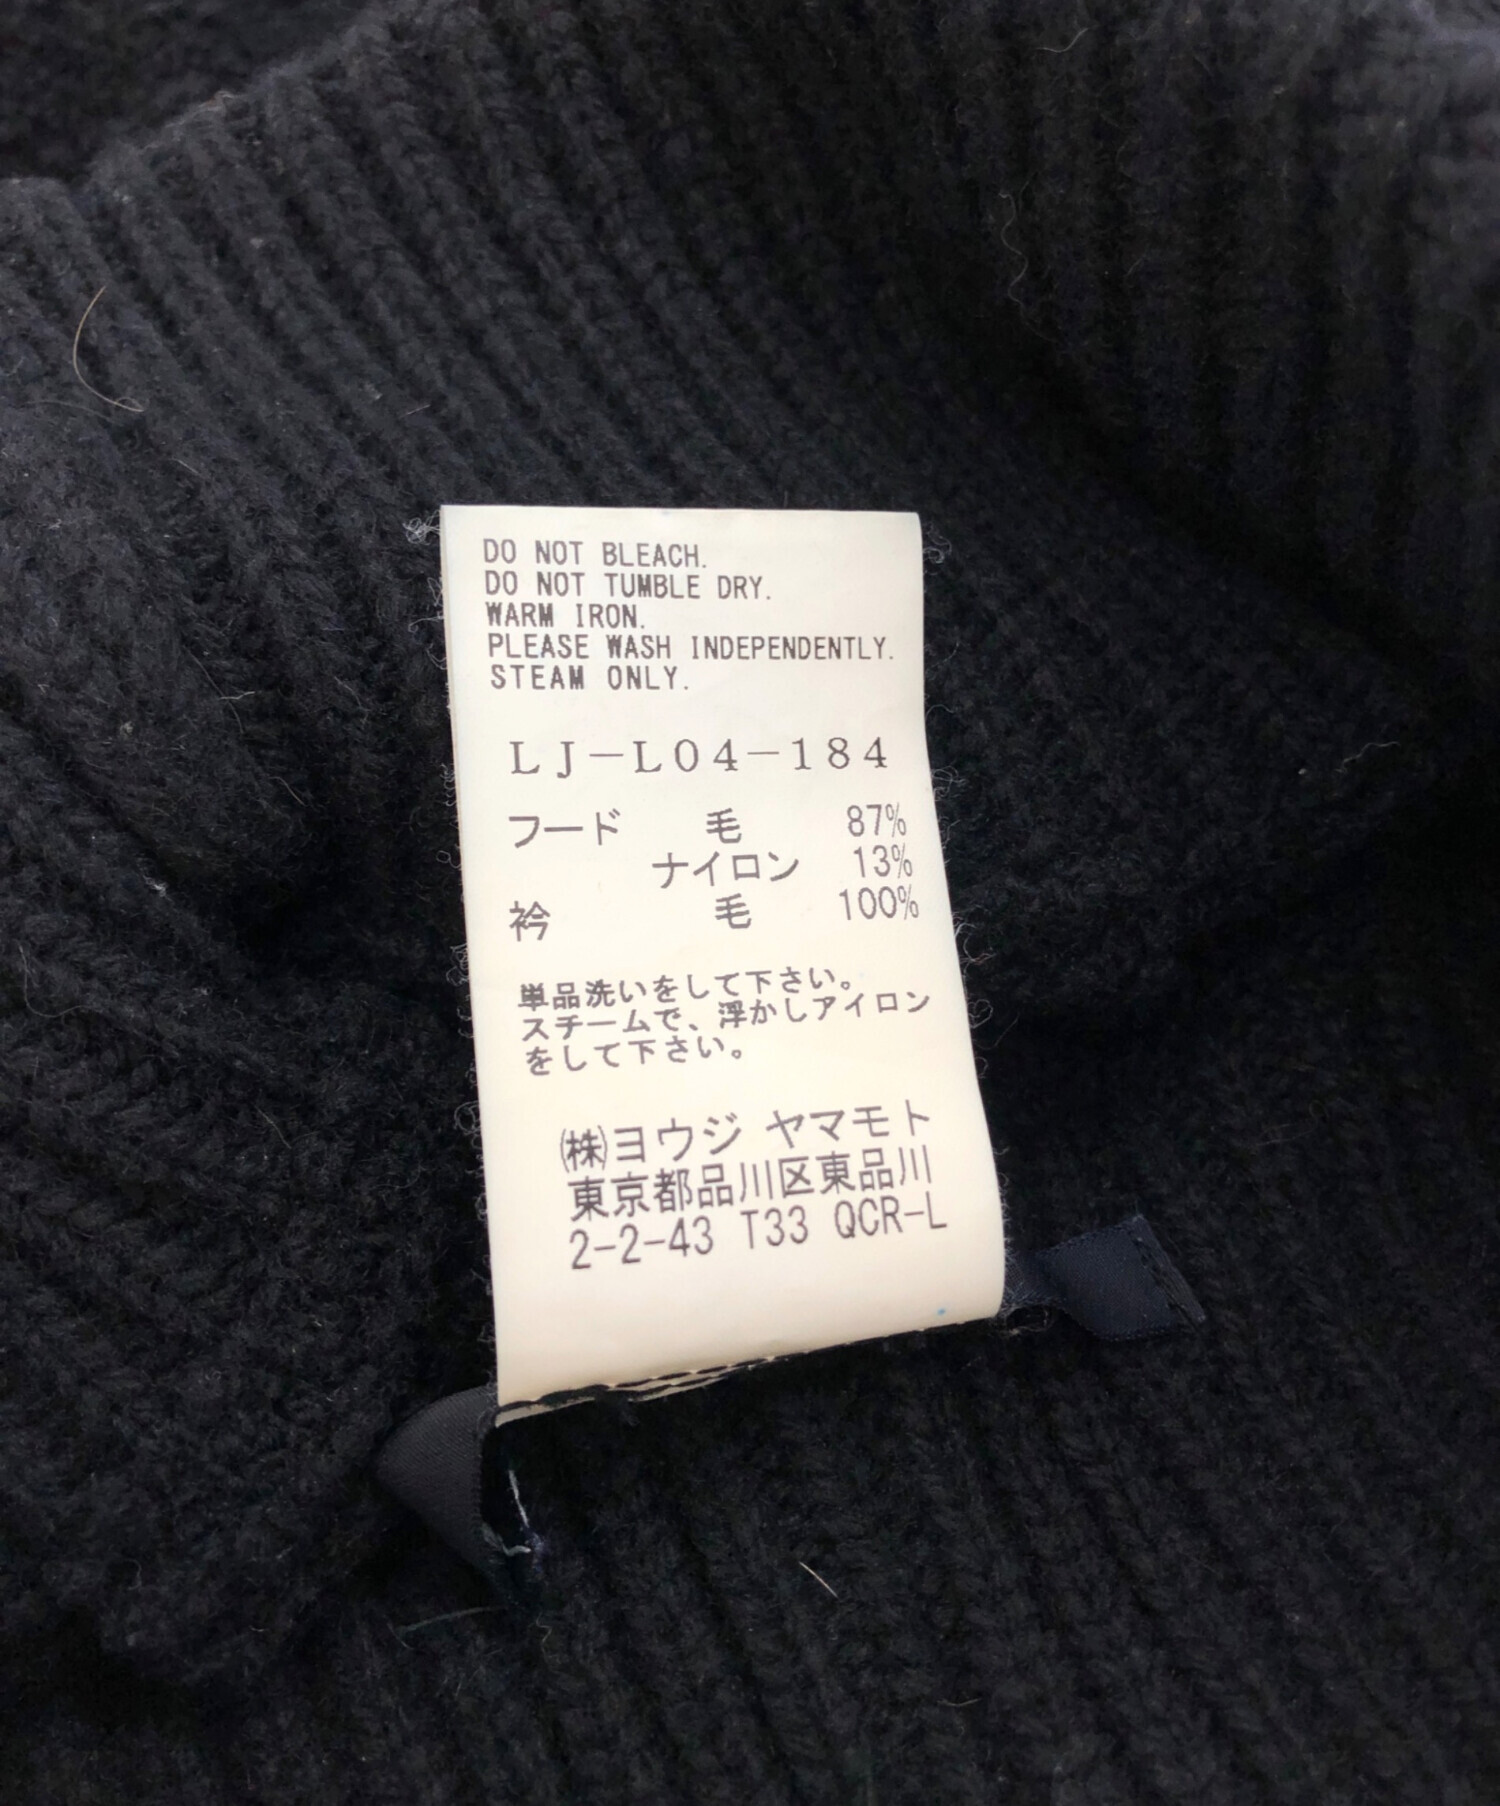 DO NOT BLEACH.
DO NOT TUMBLE DRY.
WARM IRON.
PLEASE WASH INDEPENDENTLY.
STEAM ONLY.
LJ-L04-184
フード 毛 87%
ナイロン 13%
衿 毛 100%
単品洗いをして下さい。
スチームで、浮かしアイロン
をして下さい。
㈱ヨウジ ヤマモト
東京都品川区東品川
2-2-43 T33 QCR-L